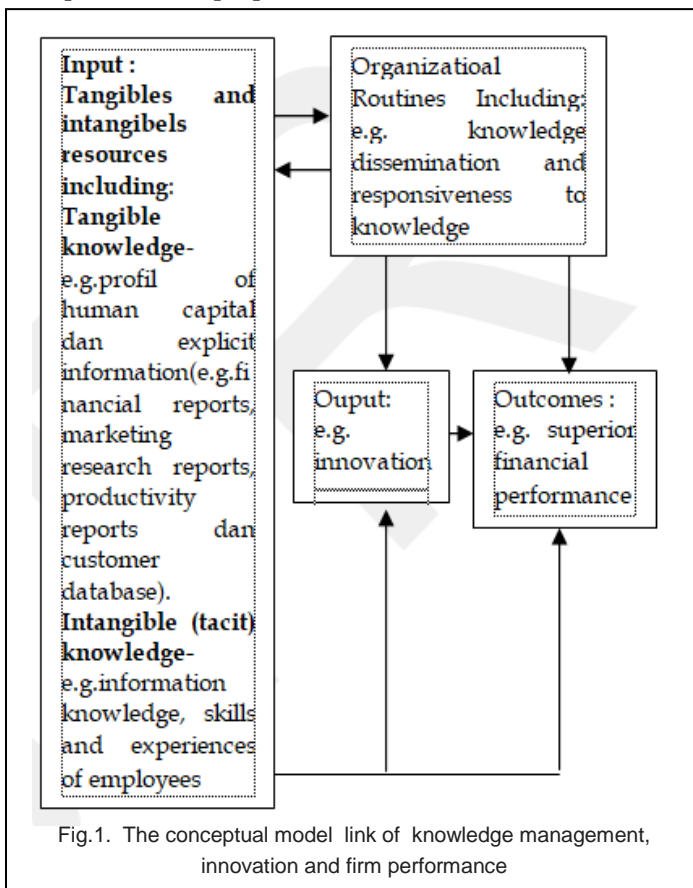 Input :
Tangibles and
intangibels
resources
including:
Tangible
knowledge-
e.g.profil of
human capital
dan explicit
information(e.g.fi
nancial reports,
marketing
research reports,
productivity
reports dan
customer
database).
Intangible (tacit)
knowledge-
e.g.information
knowledge, skills
and experiences
of employees
Organizatioal
Routines Including:
e.g. knowledge
dissemination and
responsiveness to
knowledge
Ouput:
e.g.
innovation
Outcomes :
e.g. superior
financial
performance
Fig.1. The conceptual model link of knowledge management,
innovation and firm performance